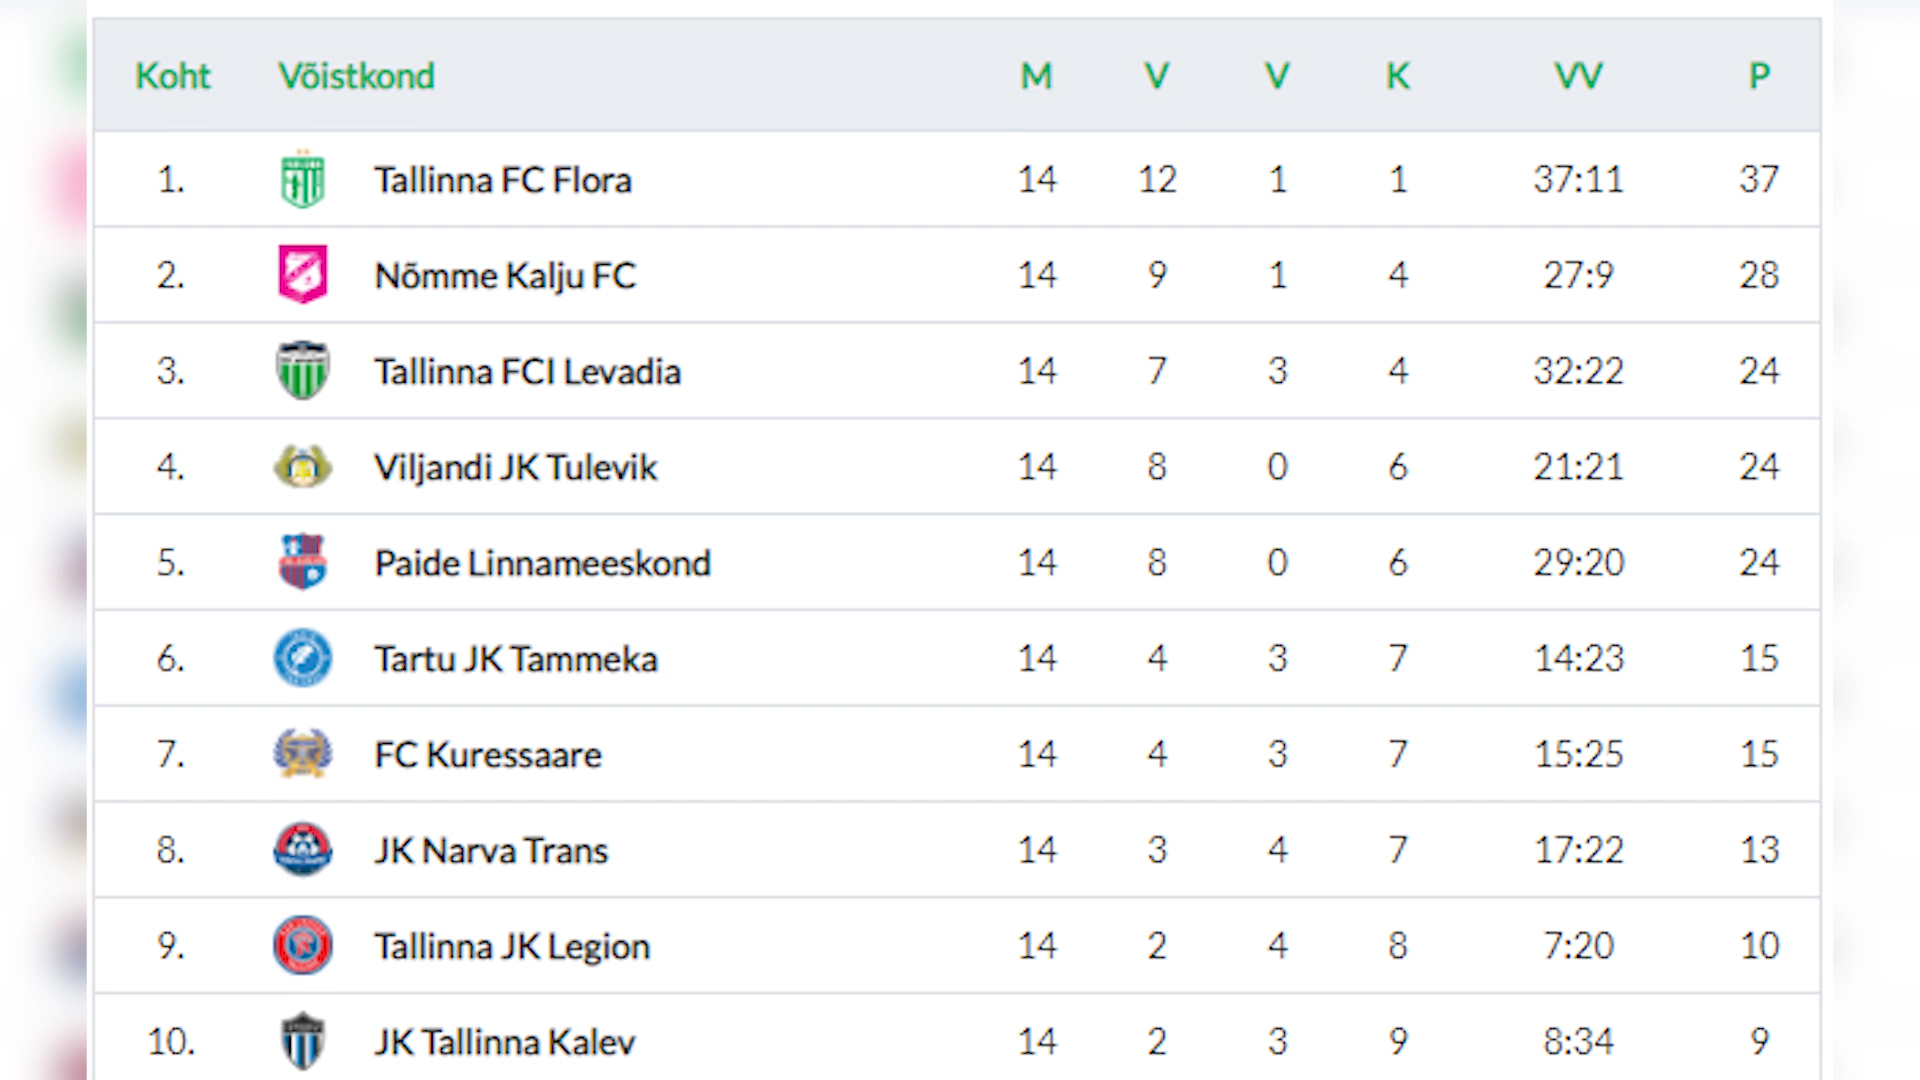 Koht Võistkond M V V K VV P
1. Tallinna FC Flora 14 12 1 1 37:11 37
2. Nõmme Kalju FC 14 9 1 4 27:9 28
3. Tallinna FCI Levadia 14 7 3 4 32:22 24
4. Viljandi JK Tulevik 14 8 0 6 21:21 24
5. Paide Linnameeskond 14 8 0 6 29:20 24
6. Tartu JK Tammeka 14 4 3 7 14:23 15
7. FC Kuressaare 14 4 3 7 15:25 15
8. JK Narva Trans 14 3 4 7 17:22 13
9. Tallinna JK Legion 14 2 4 8 7:20 10
10. JK Tallinna Kalev 14 2 3 9 8:34 9